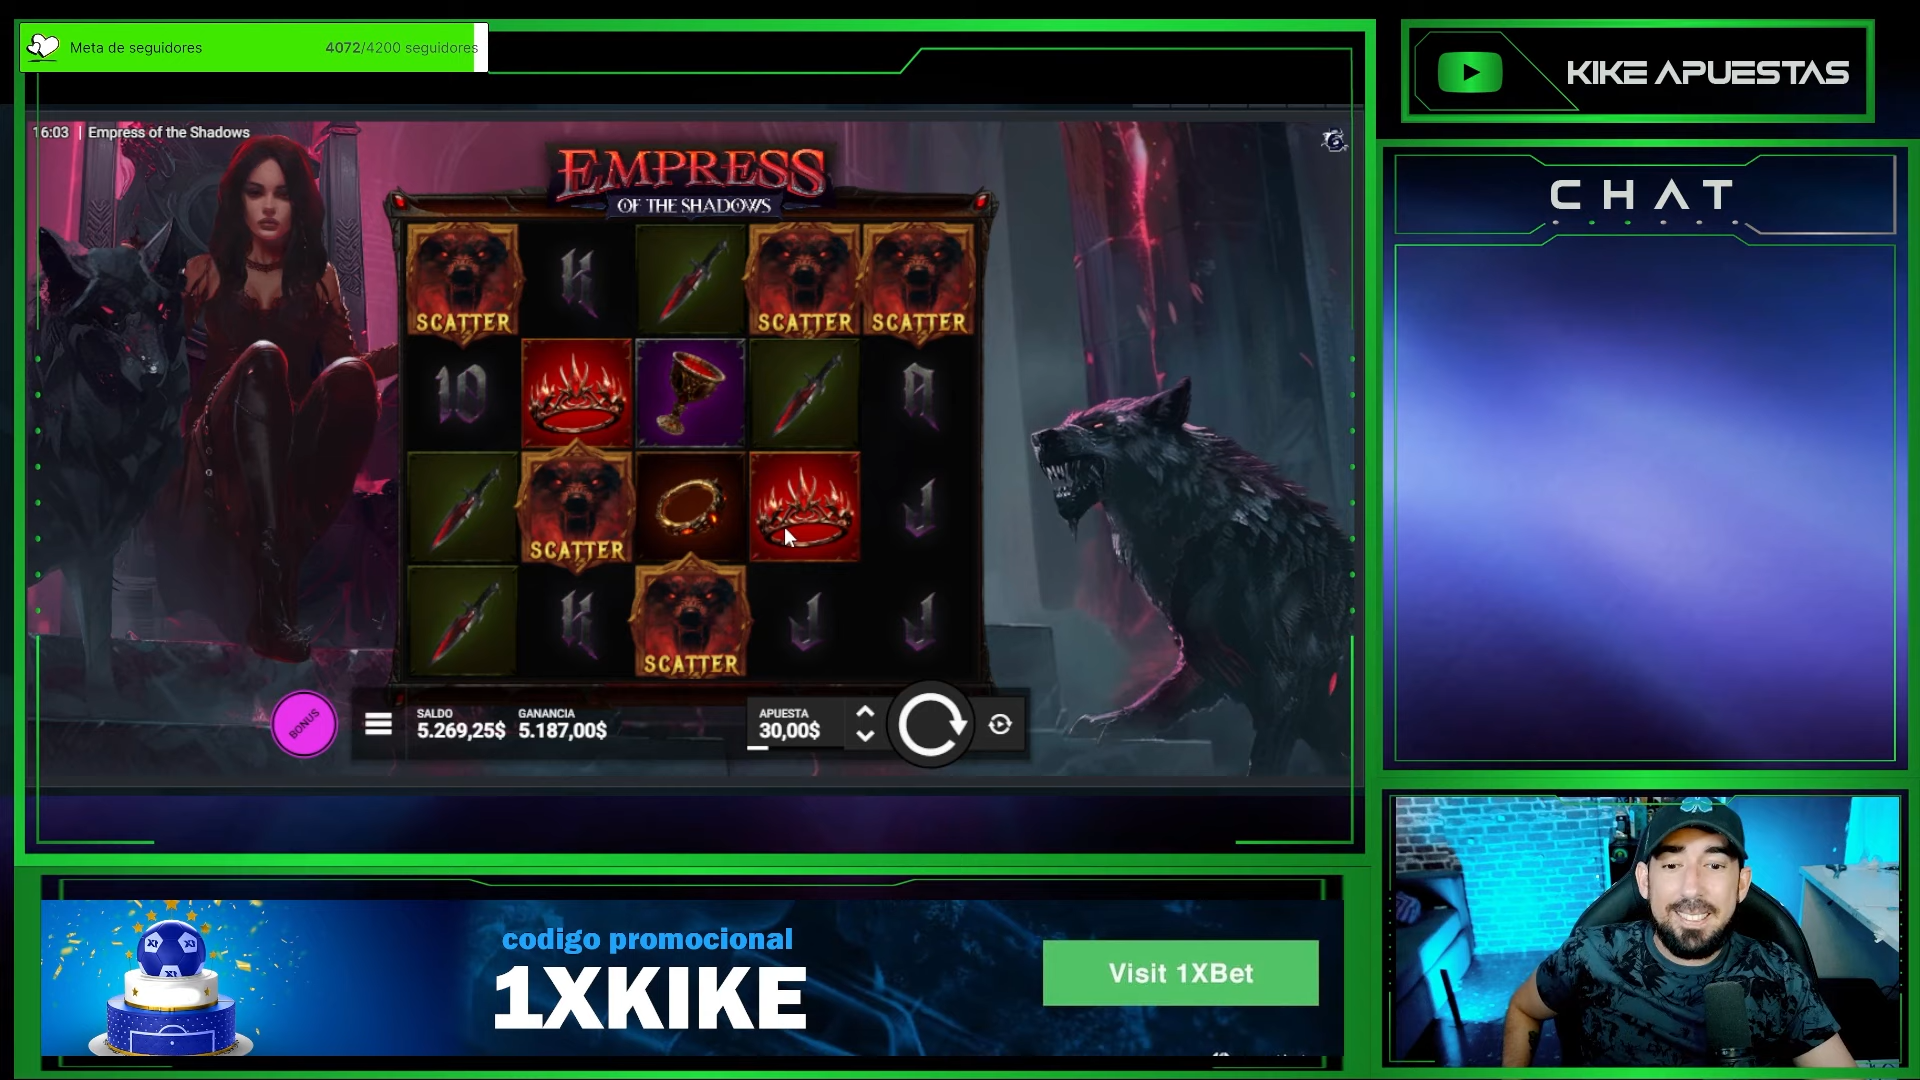 Meta de seguidores
4072/4200 seguidores
KIKE APUESTAS
CHAT
16:03 | Empress of the Shadows
EMPRESS
OF THE SHADOWS
SCATTER
K
SCATTER
SCATTER
10
A
SCATTER
J
K
SCATTER
J
J
BONUS
SALDO
5.269,25$
GANANCIA
5.187,00$
APUESTA
30,00$
codigo promocional
1XKIKE
Visit 1XBet